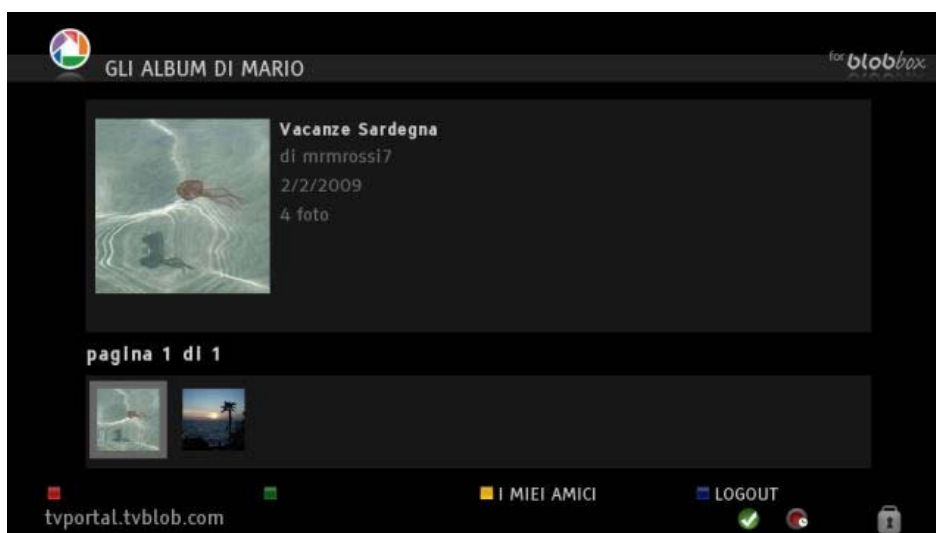 GLI ALBUM DI MARIO
for blobbox
Vacanze Sardegna
di mrmrossi7
2/2/2009
4 foto
pagina 1 di 1
I MIEI AMICI
LOGOUT
tvportal.tvblob.com